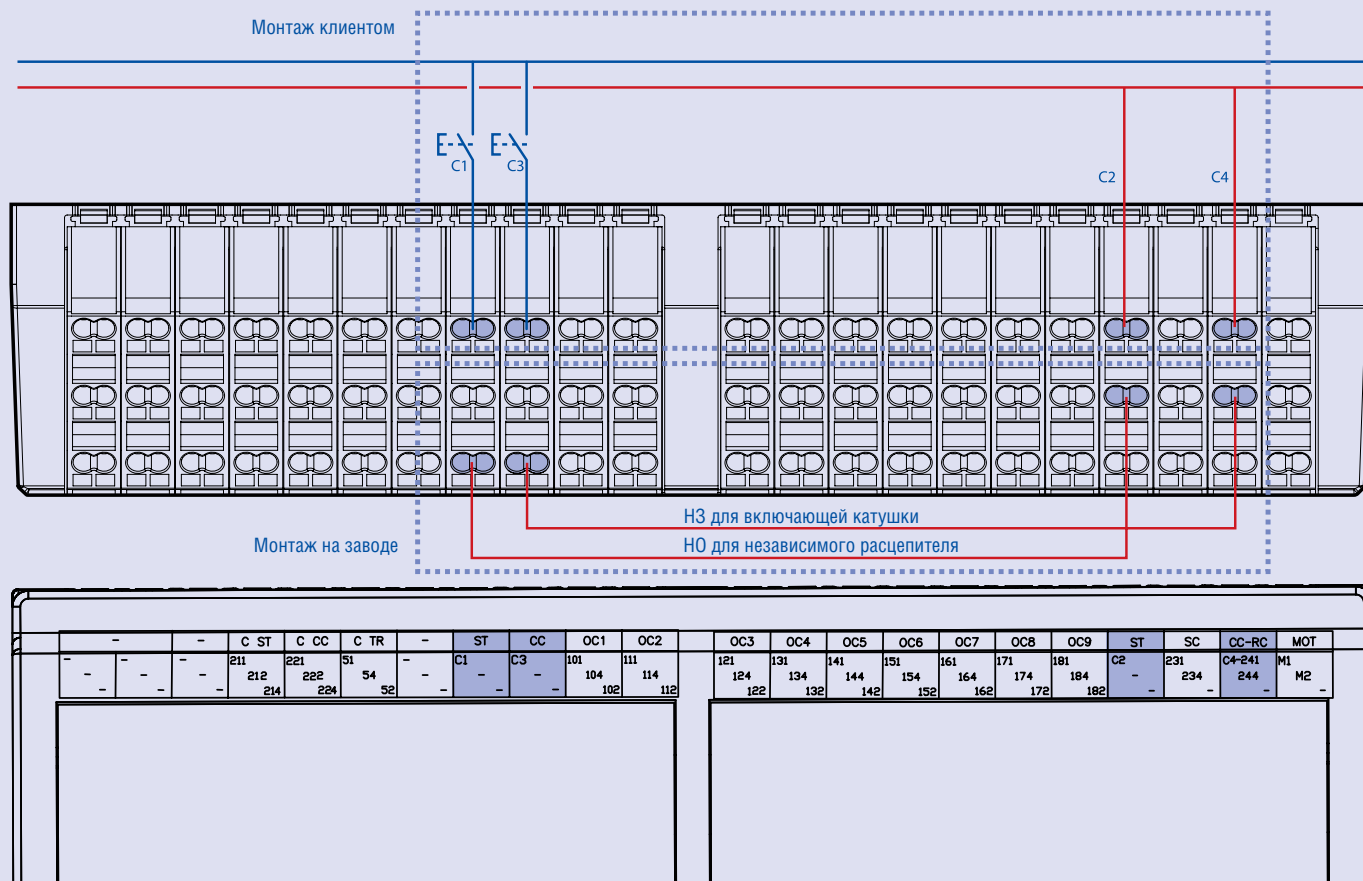 Монтаж клиентом
C1 C3 C2 C4
НЗ для включающей катушки
Монтаж на заводе НО для независимого расцепителя
- - C ST C CC C TR - ST CC OC1 OC2 OC3 OC4 OC5 OC6 OC7 OC8 OC9 ST SC CC-RC MOT
- - - 211 221 51 - C1 C3 101 111 121 131 141 151 161 171 181 C2 231 C4-241 M1
- - - 212 222 54 - - - 104 114 124 134 144 154 164 174 184 - 234 244 M2
- - - 214 224 52 - - - 102 112 122 132 142 152 162 172 182 - - - -